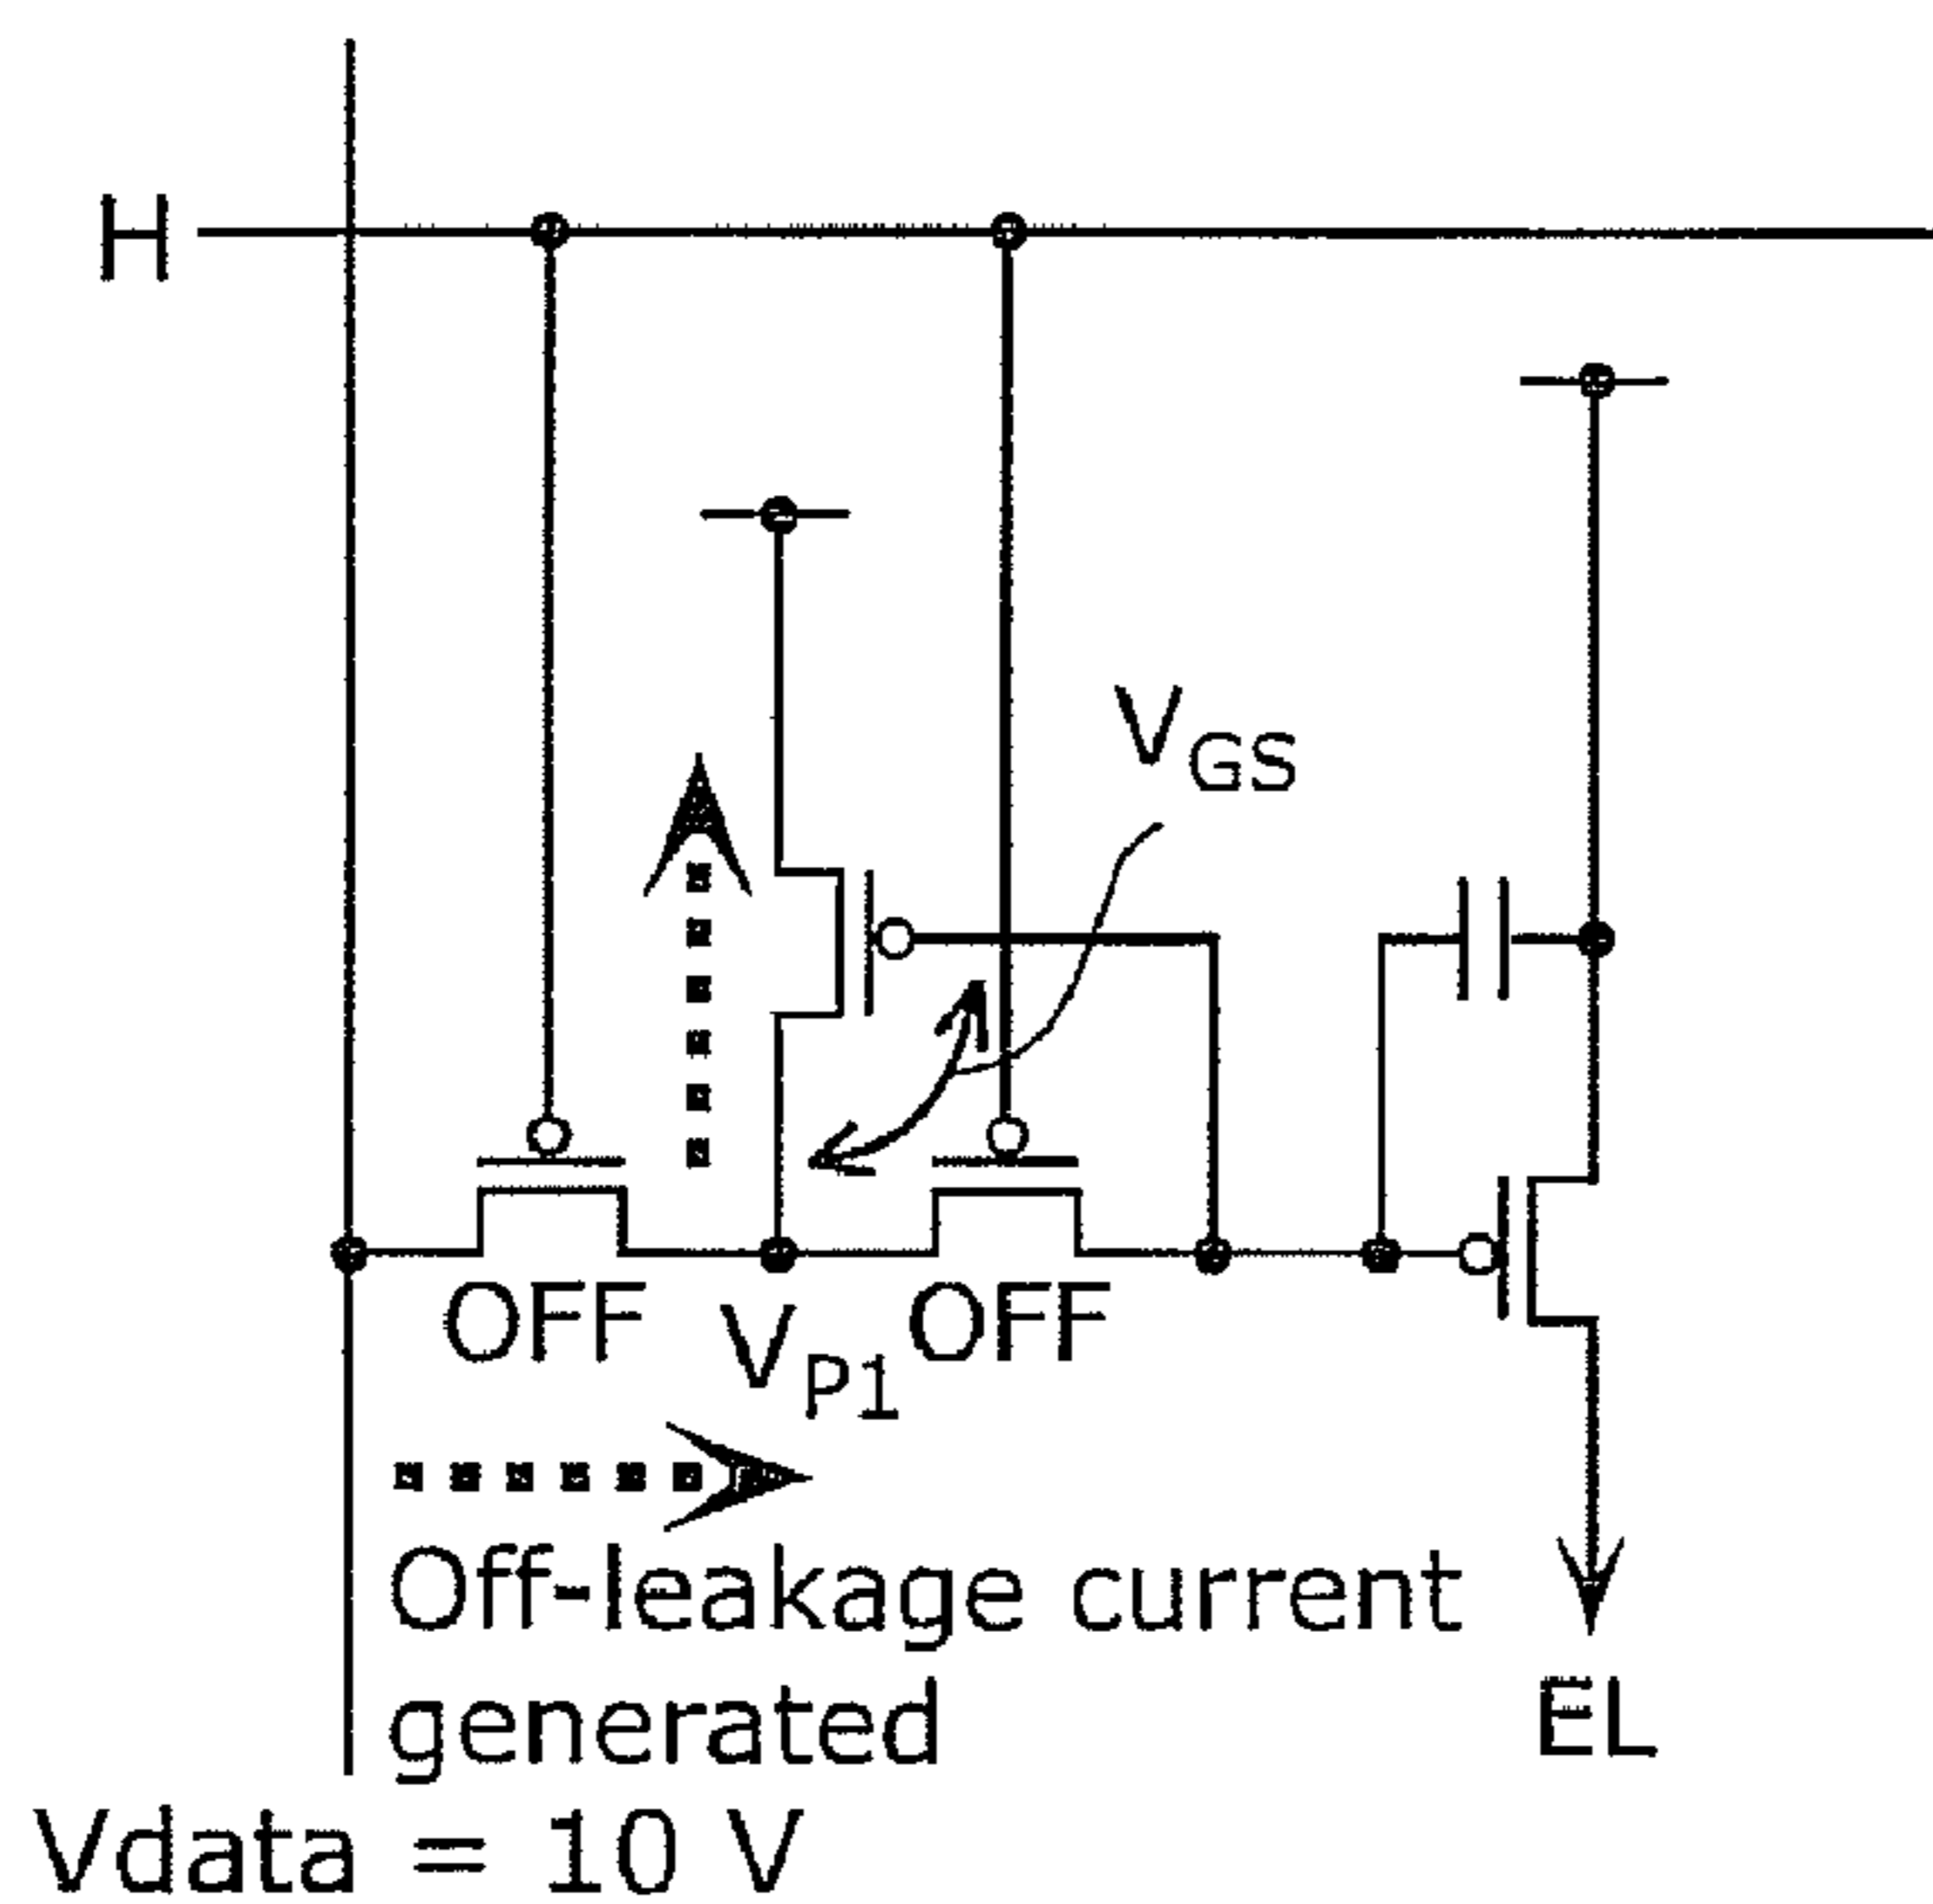 H
VGS
OFF
VP1
OFF
Off-leakage current
generated
EL
Vdata = 10 V